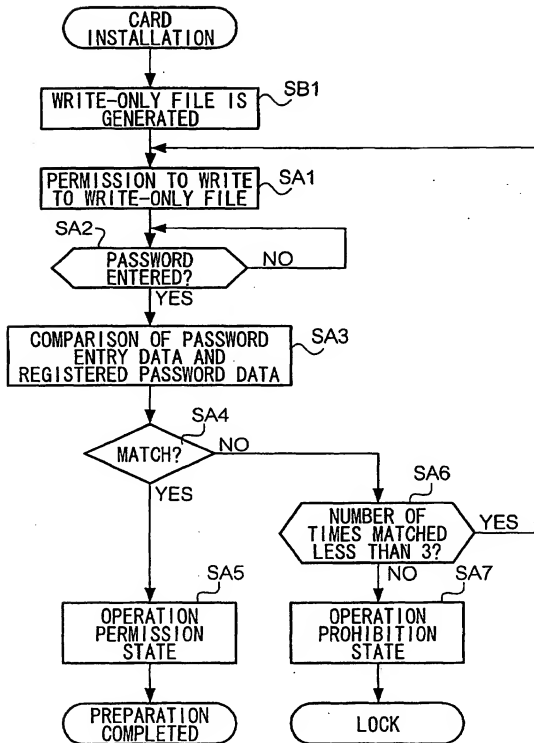 CARD
INSTALLATION
SB1
WRITE-ONLY FILE IS
GENERATED
SA1
PERMISSION TO WRITE
TO WRITE-ONLY FILE
SA2
PASSWORD
ENTERED?
NO
YES
SA3
COMPARISON OF PASSWORD
ENTRY DATA AND
REGISTERED PASSWORD DATA
SA4
MATCH?
NO
YES
SA6
NUMBER OF
TIMES MATCHED
LESS THAN 3?
YES
NO
SA5
OPERATION
PERMISSION
STATE
SA7
OPERATION
PROHIBITION
STATE
PREPARATION
COMPLETED
LOCK